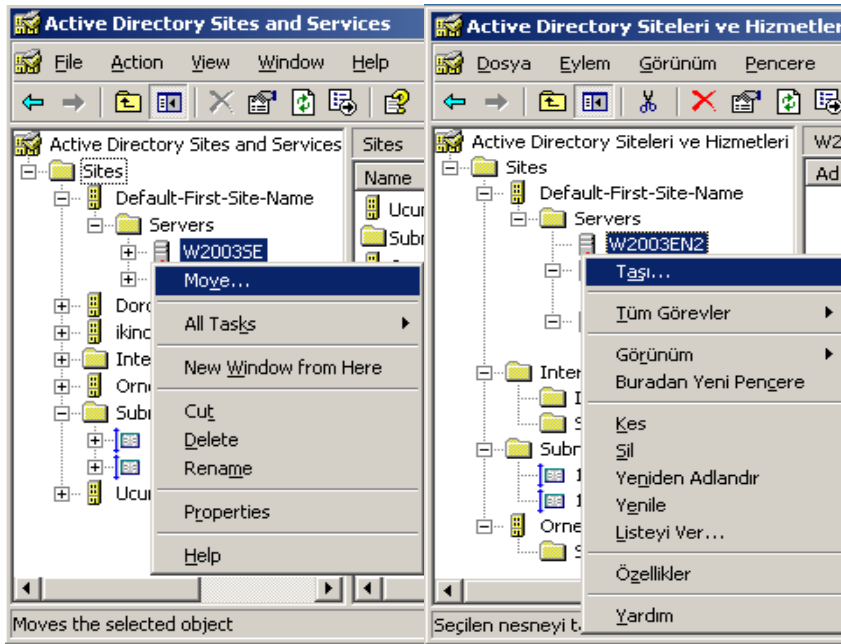 Active Directory Sites and Services
File Action View Window Help
Active Directory Sites and Services
Sites
Default-First-Site-Name
Servers
W2003SE
Sites
Name
Move...
All Tasks
New Window from Here
Cut
Delete
Rename
Properties
Help
Moves the selected object
Active Directory Siteleri ve Hizmetler
Dosya Eylem Görünüm Pencere
Active Directory Siteleri ve Hizmetleri
Sites
Default-First-Site-Name
Servers
W2003EN2
Ad
Taşı...
Tüm Görevler
Görünüm
Buradan Yeni Pencere
Kes
Sil
Yeniden Adlandır
Yenile
Listeyi Ver...
Özellikler
Yardım
Seçilen nesneyi